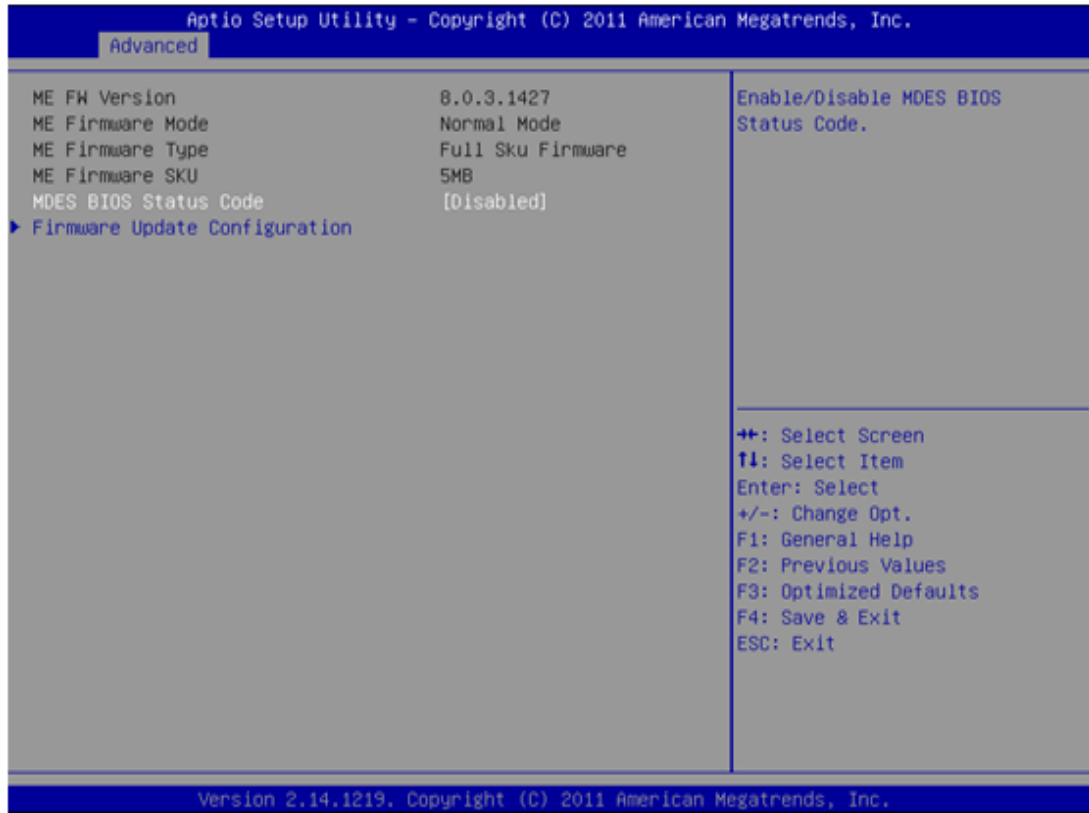 Aptio Setup Utility – Copyright (C) 2011 American Megatrends, Inc.
Advanced
ME FW Version 8.0.3.1427
ME Firmware Mode Normal Mode
ME Firmware Type Full Sku Firmware
ME Firmware SKU 5MB
MDES BIOS Status Code [Disabled]
▶ Firmware Update Configuration
Enable/Disable MDES BIOS
Status Code.
→←: Select Screen
↑↓: Select Item
Enter: Select
+/-: Change Opt.
F1: General Help
F2: Previous Values
F3: Optimized Defaults
F4: Save & Exit
ESC: Exit
Version 2.14.1219. Copyright (C) 2011 American Megatrends, Inc.